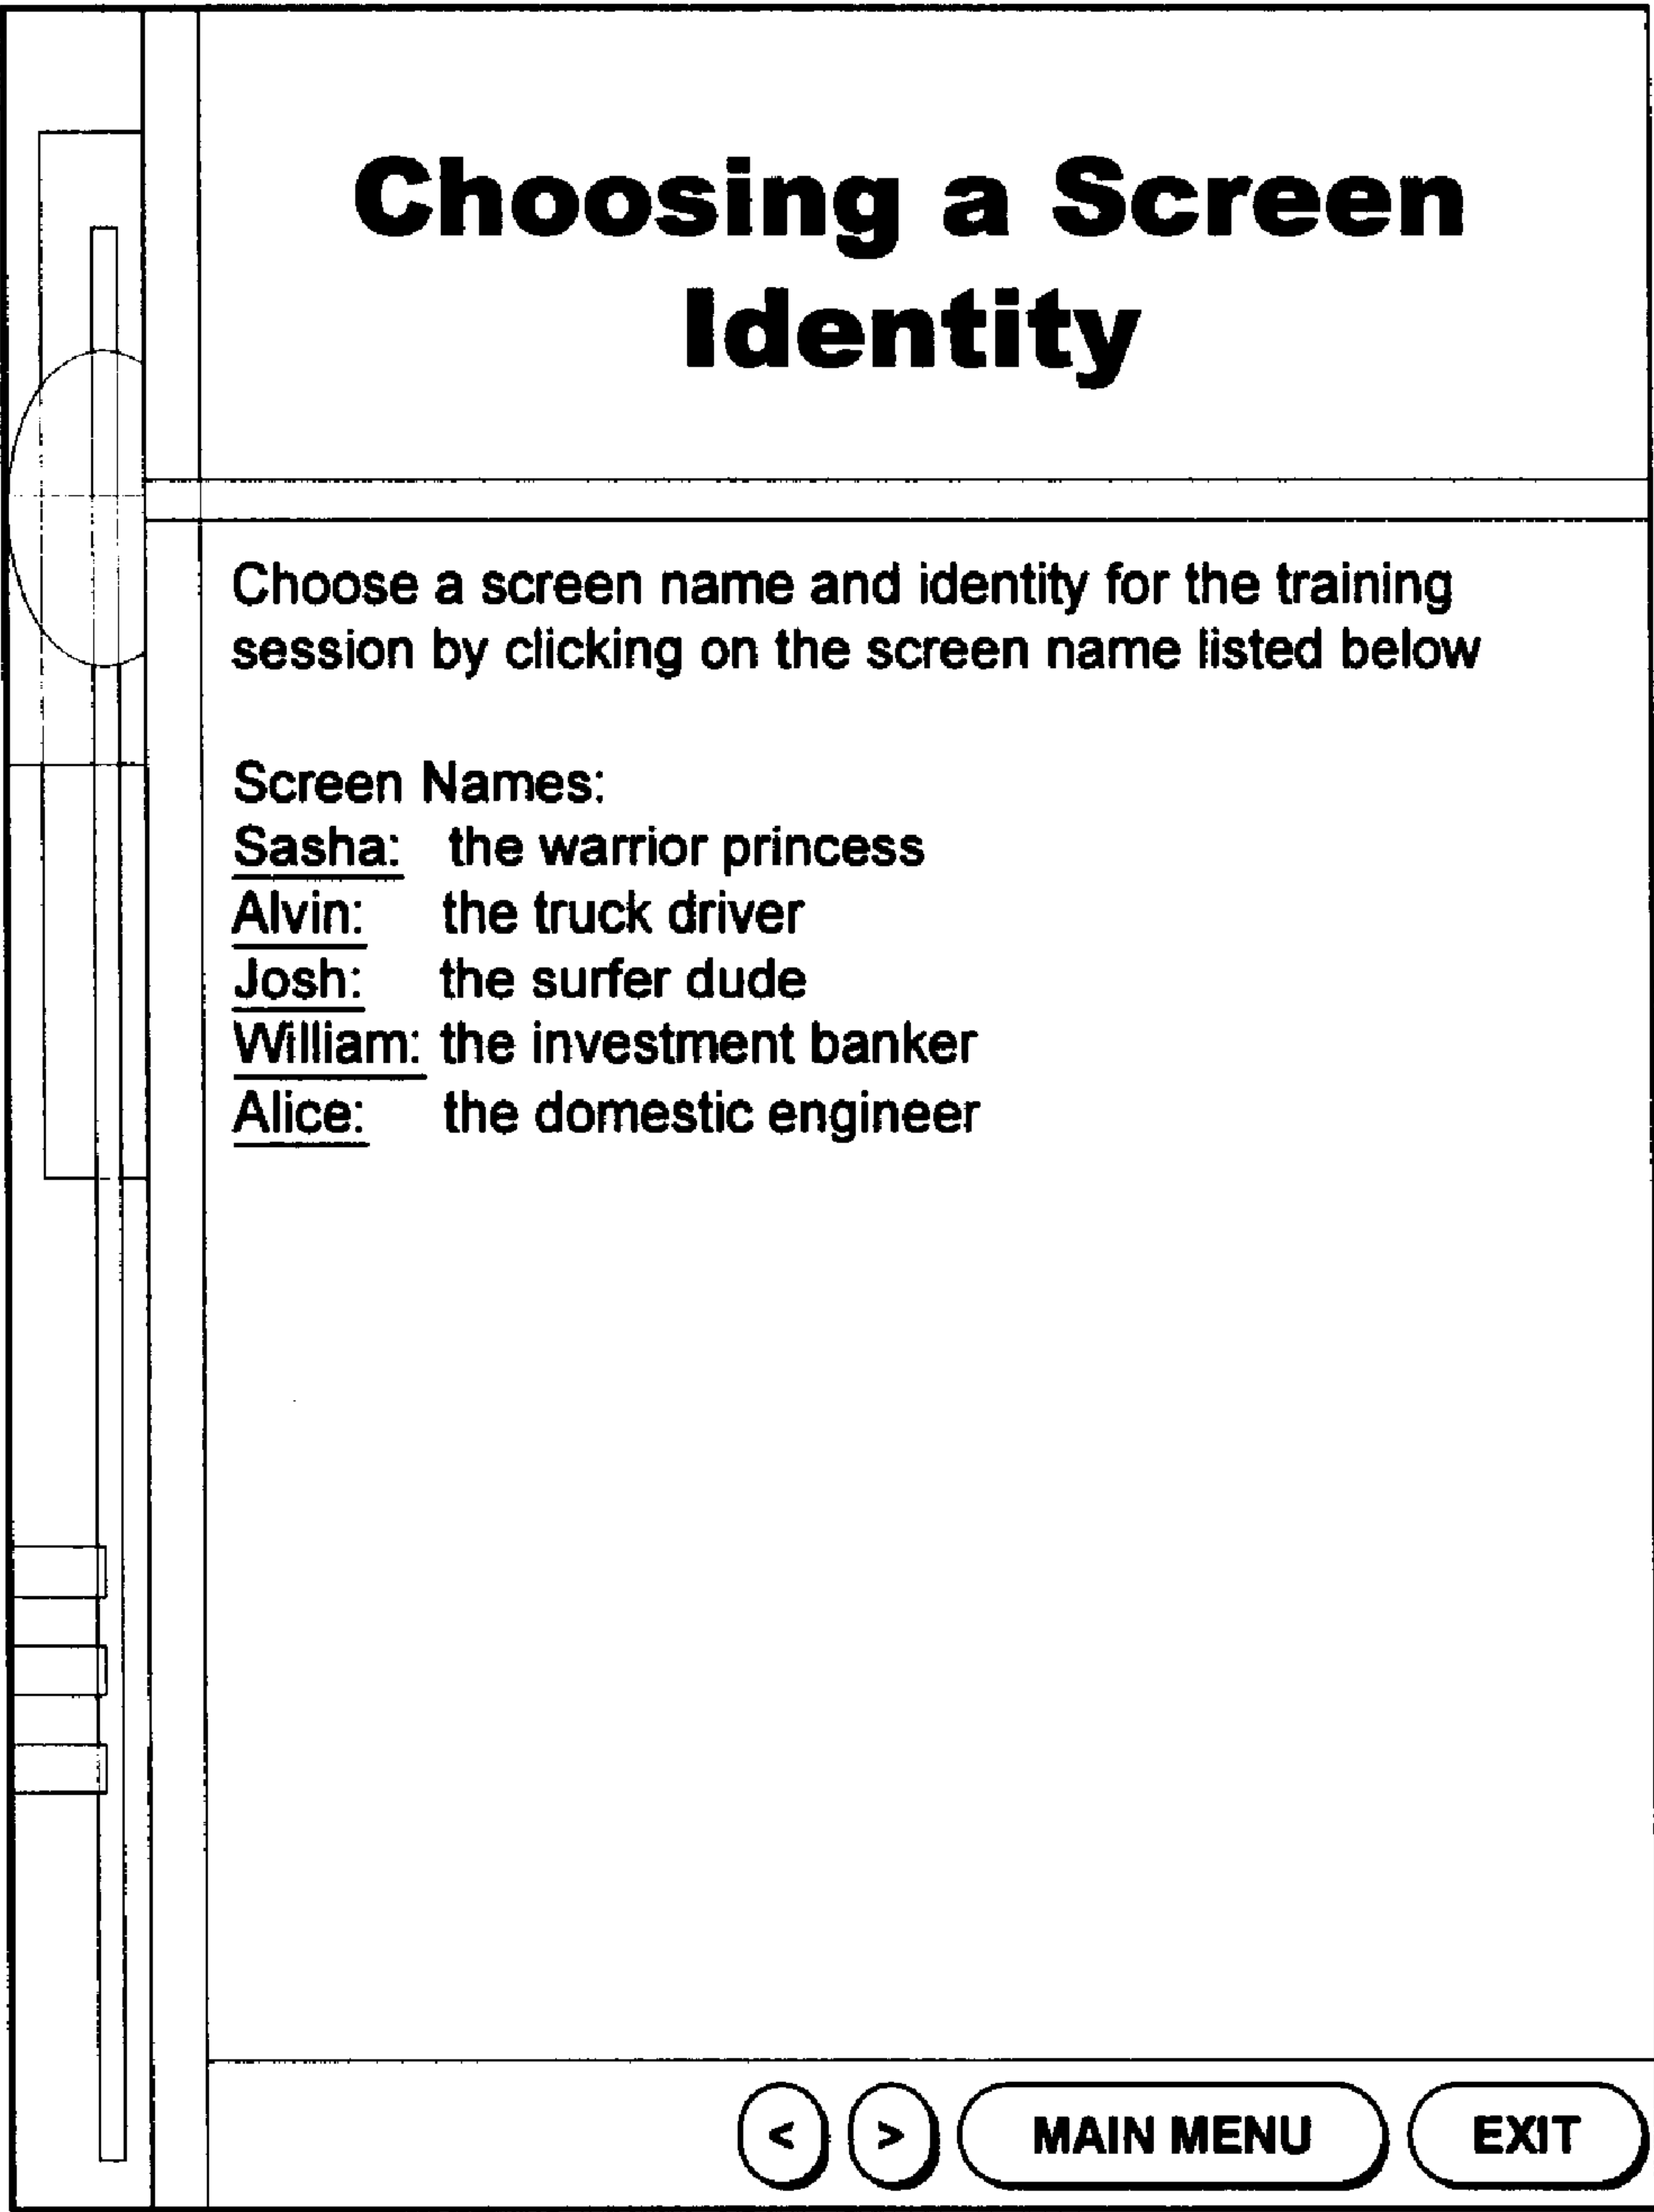 Choosing a Screen
Identity
Choose a screen name and identity for the training
session by clicking on the screen name listed below
Screen Names:
Sasha: the warrior princess
Alvin: the truck driver
Josh: the surfer dude
William: the investment banker
Alice: the domestic engineer
< > MAIN MENU EXIT